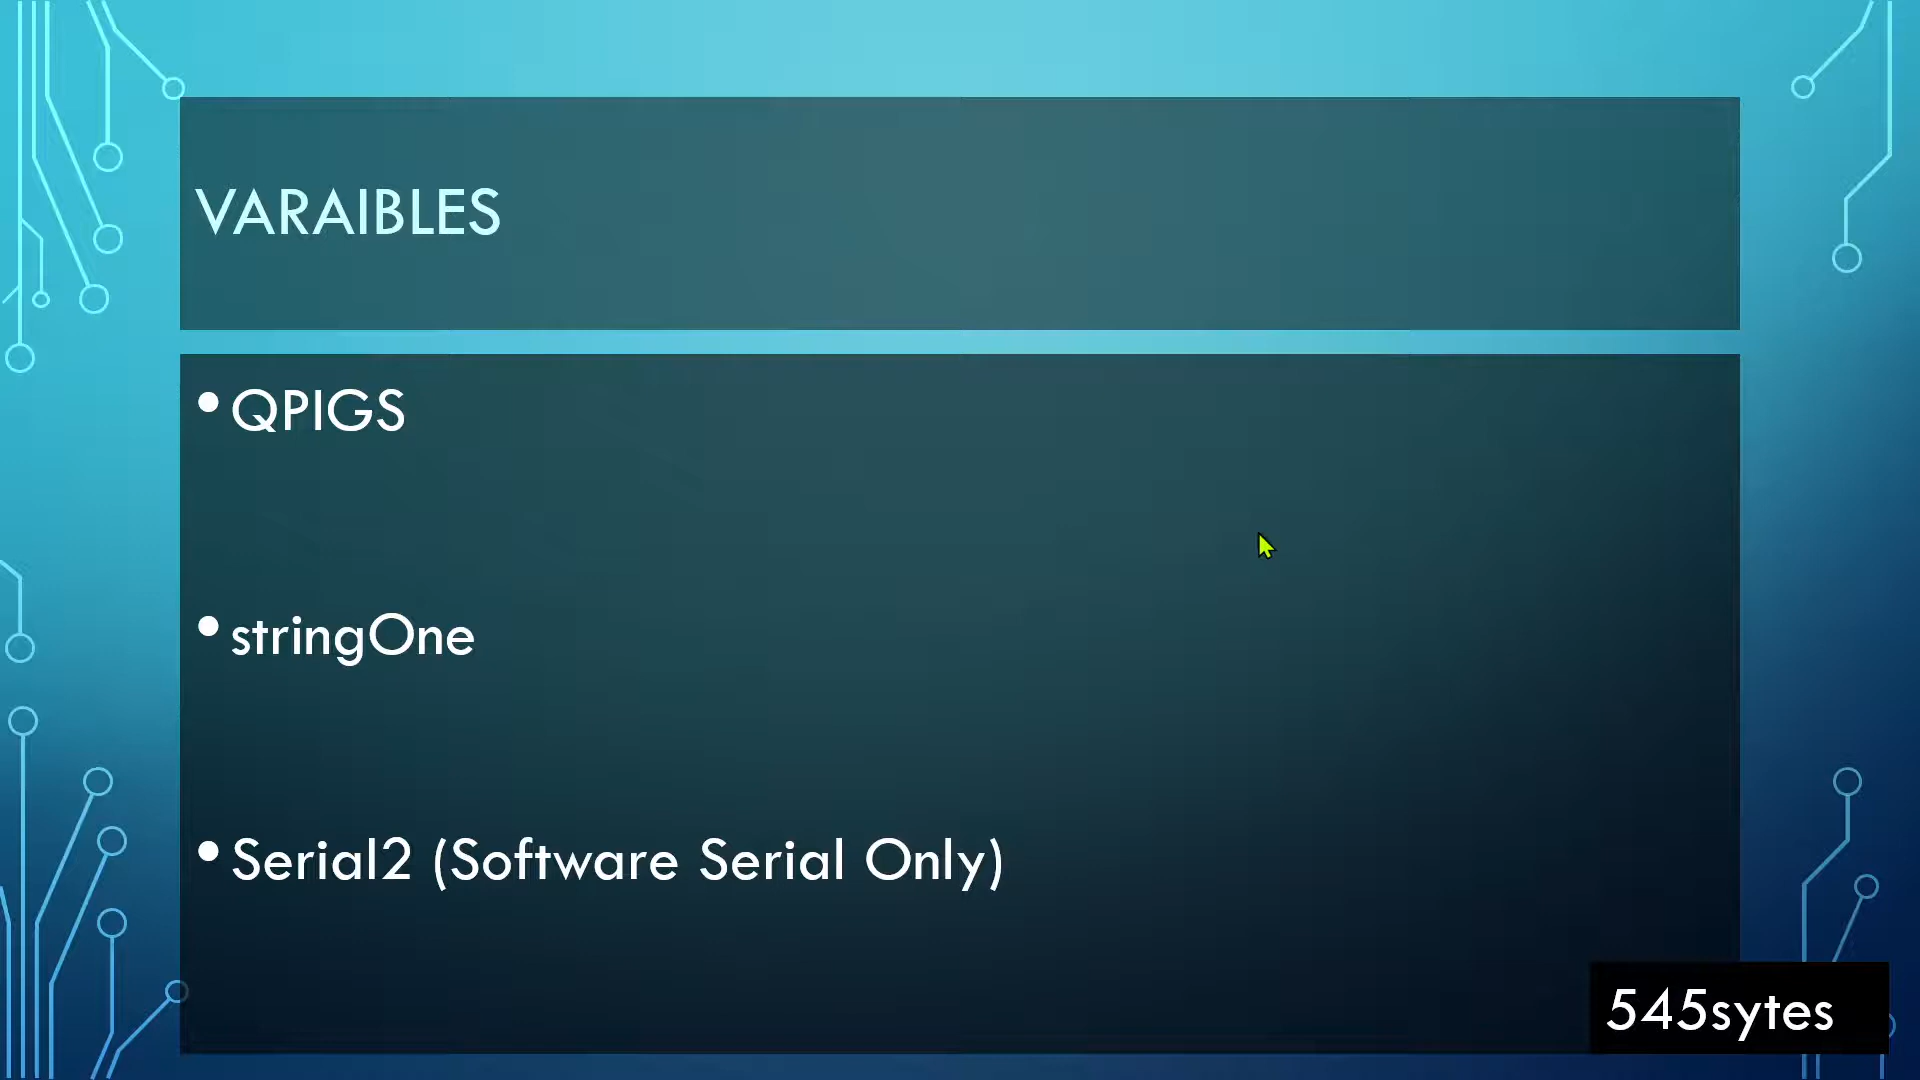 VARAIBLES
• QPIGS
• stringOne
• Serial2 (Software Serial Only)
545sytes